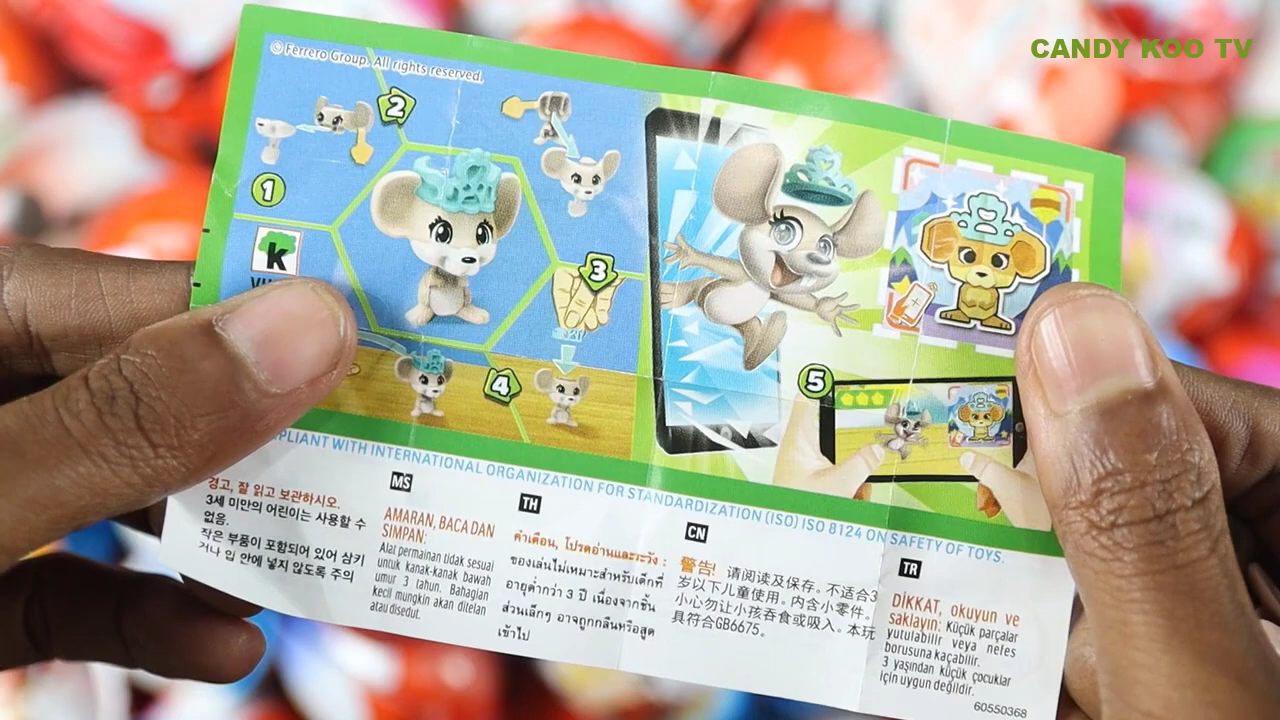 CANDY KOO TV
© Ferrero Group. All rights reserved.
2
1
3
K
4
5
COMPLIANT WITH INTERNATIONAL ORGANIZATION FOR STANDARDIZATION (ISO) ISO 8124 ON SAFETY OF TOYS.
경고, 잘 읽고 보관하시오.
3세 미만의 어린이는 사용할 수
없음.
작은 부품이 포함되어 있어 삼키
거나 입 안에 넣지 않도록 주의
MS
AMARAN, BACA DAN
SIMPAN:
Alat permainan tidak sesuai
untuk kanak-kanak bawah
umur 3 tahun. Bahagian
kecil mungkin akan ditelan
atau disedut.
TH
คำเตือน, โปรดอ่านและระวัง :
ของเล่นไม่เหมาะสำหรับเด็กที่
อายุต่ำกว่า 3 ปี เนื่องจากชิ้น
ส่วนเล็กๆ อาจถูกกลืนหรือสูด
เข้าไป
CN
警告! 请阅读及保存。不适合3
岁以下儿童使用。内含小零件。
小心勿让小孩吞食或吸入。本玩
具符合GB6675。
TR
DİKKAT, okuyun ve
saklayın: Küçük parçalar
yutulabilir veya nefes
borusuna kaçabilir.
3 yaşından küçük çocuklar
için uygun değildir.
60550368